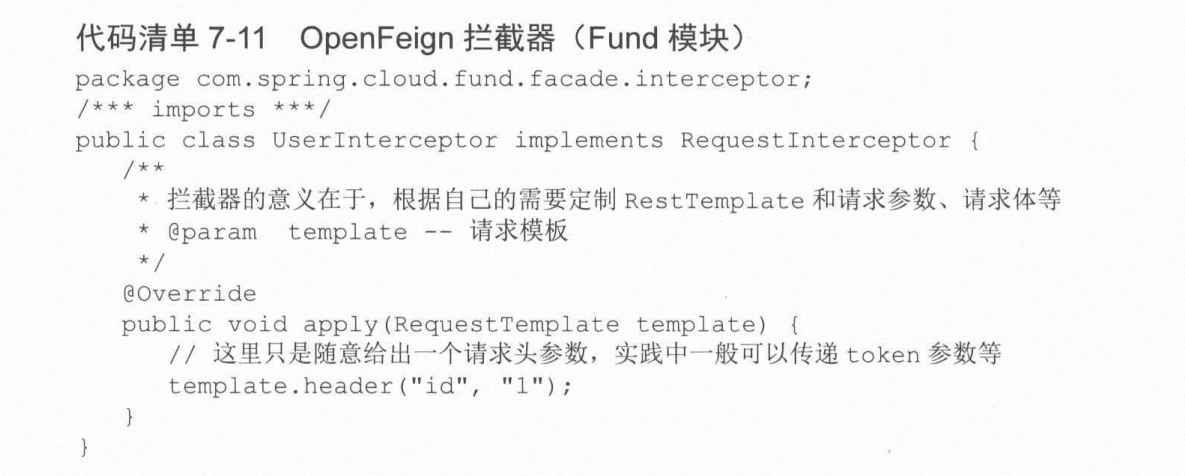 代码清单 7-11 OpenFeign 拦截器（Fund 模块）
package com.spring.cloud.fund.facade.interceptor;
/*** imports ***/
public class UserInterceptor implements RequestInterceptor {
   /**
    * 拦截器的意义在于，根据自己的需要定制 RestTemplate 和请求参数、请求体等
    * @param  template -- 请求模板
    */
   @Override
   public void apply(RequestTemplate template) {
      // 这里只是随意给出一个请求头参数，实践中一般可以传递 token 参数等
      template.header("id", "1");
   }
}